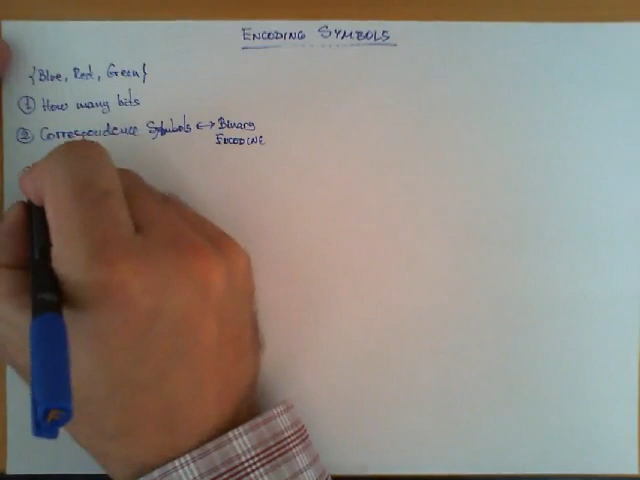 ENCODING SYMBOLS
{Blue, Red, Green}
① How many bits
② Correspondence Symbols ↔ Binary
ENCODING